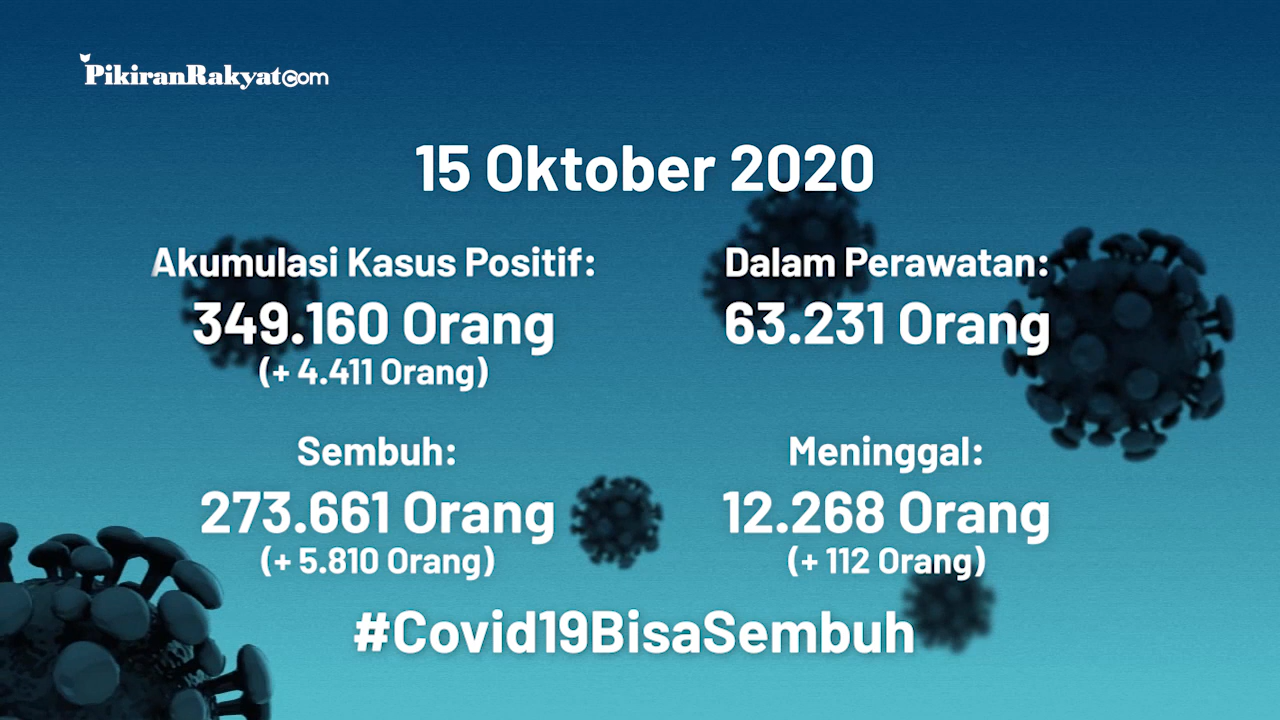 PikiranRakyat.com
15 Oktober 2020
Akumulasi Kasus Positif:
349.160 Orang
(+ 4.411 Orang)
Dalam Perawatan:
63.231 Orang
Sembuh:
273.661 Orang
(+ 5.810 Orang)
Meninggal:
12.268 Orang
(+ 112 Orang)
#Covid19BisaSembuh